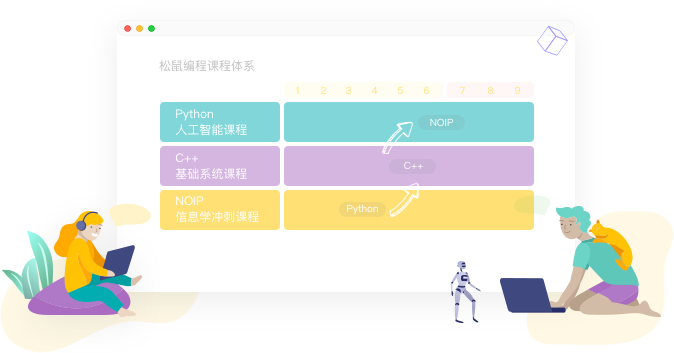 松鼠编程课程体系
1 2 3 4 5 6 7 8 9
Python
人工智能课程
NOIP
C++
基础系统课程
C++
NOIP
信息学冲刺课程
Python